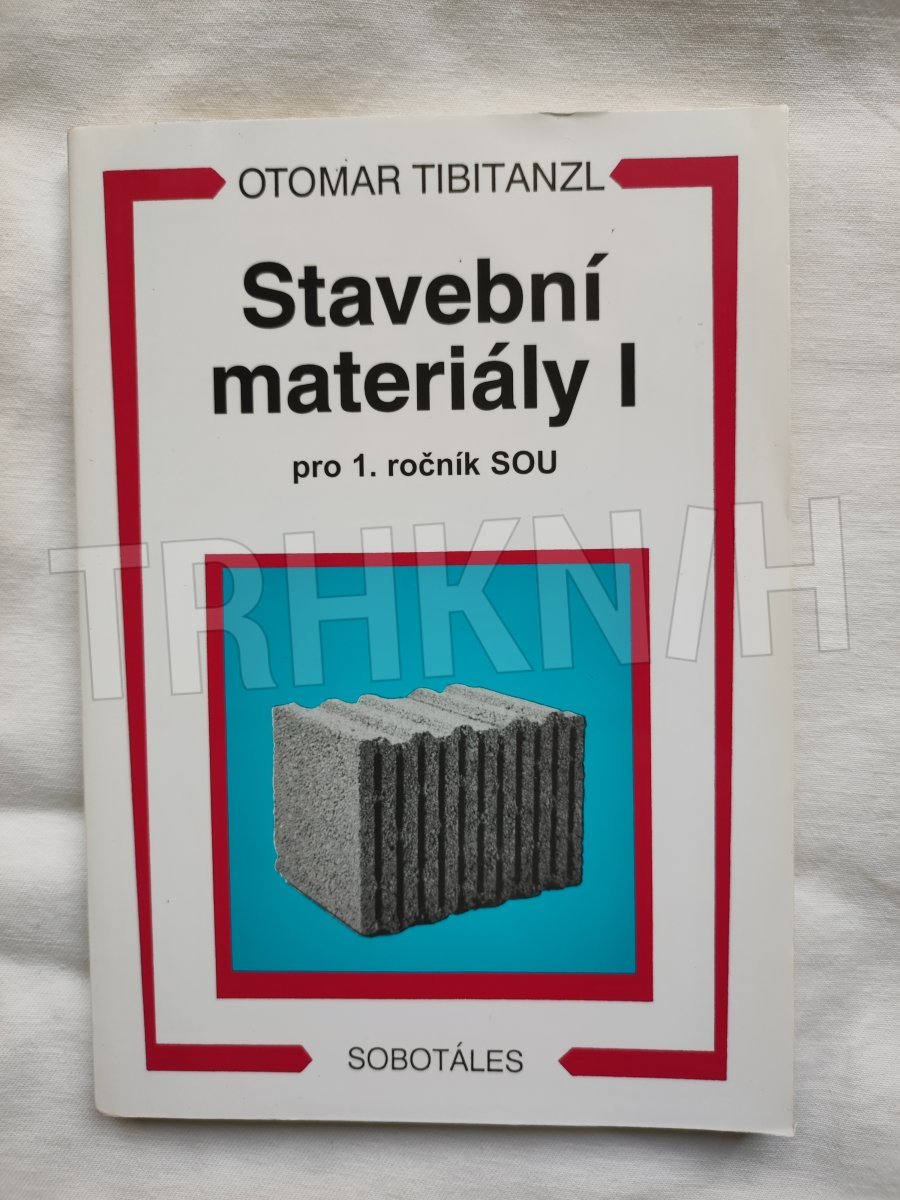 OTOMAR TIBITANZL
Stavební
materiály I
pro 1. ročník SOU
TRHKNIH
SOBOTÁLES